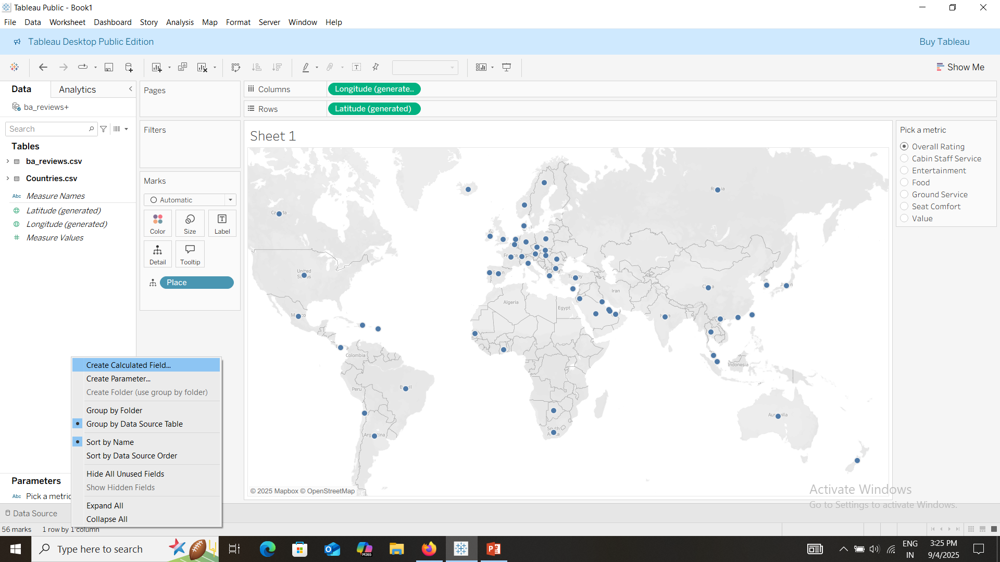 Tableau Public - Book1
File Data Worksheet Dashboard Story Analysis Map Format Server Window Help
Tableau Desktop Public Edition
Buy Tableau
Show Me
Data
Analytics
ba_reviews+
Search
Tables
ba_reviews.csv
Countries.csv
Abc Measure Names
Latitude (generated)
Longitude (generated)
Measure Values
Parameters
Abc Pick a metric
Pages
Filters
Marks
Automatic
Color
Size
Label
Detail
Tooltip
Place
Columns
Longitude (generate..
Rows
Latitude (generated)
Sheet 1
Canada
Russia
France
Spain
Turkey
United
States
Mexico
Algeria
Egypt
Iran
India
China
Japan
Colombia
Peru
Brazil
Argentina
South
Africa
Indonesia
Australia
© 2025 Mapbox © OpenStreetMap
Pick a metric
Overall Rating
Cabin Staff Service
Entertainment
Food
Ground Service
Seat Comfort
Value
Create Calculated Field...
Create Parameter...
Create Folder (use group by folder)
Group by Folder
Group by Data Source Table
Sort by Name
Sort by Data Source Order
Hide All Unused Fields
Show Hidden Fields
Expand All
Collapse All
Activate Windows
Go to Settings to activate Windows.
Data Source
56 marks 1 row by 1 column
Type here to search
M365
ENG
IN
3:25 PM
9/4/2025